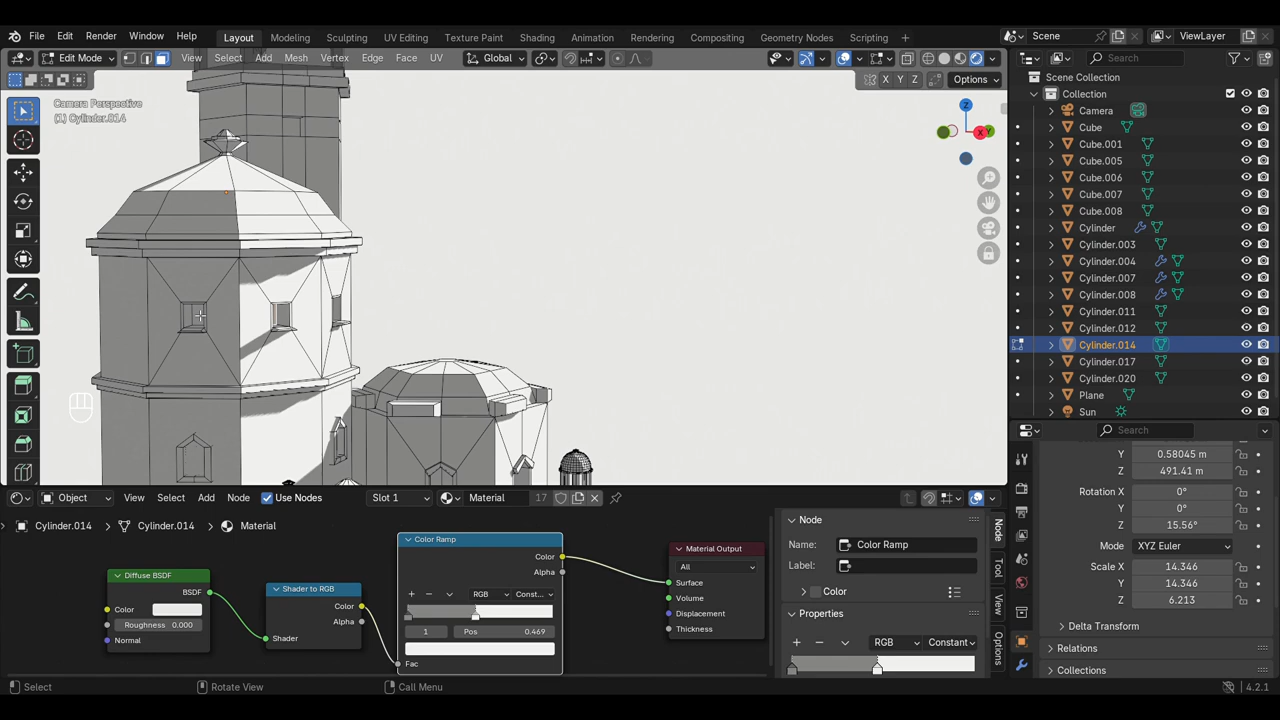 File Edit Render Window Help Layout Modeling Sculpting UV Editing Texture Paint Shading Animation Rendering Compositing Geometry Nodes Scripting Scene ViewLayer
Edit Mode View Select Add Mesh Vertex Edge Face UV Global Search
X Y Z Options
Camera Perspective
(1) Cylinder.014
Z
X Y
Scene Collection
Collection
Camera
Cube
Cube.001
Cube.005
Cube.006
Cube.007
Cube.008
Cylinder
Cylinder.003
Cylinder.004
Cylinder.007
Cylinder.008
Cylinder.011
Cylinder.012
Cylinder.014
Cylinder.017
Cylinder.020
Plane
Sun
Search
Y 0.58045 m
Z 491.41 m
Rotation X 0°
Y 0°
Z 15.56°
Mode XYZ Euler
Scale X 14.346
Y 14.346
Z 6.213
Delta Transform
Relations
Collections
Object View Select Add Node Use Nodes Slot 1 Material 17
Cylinder.014 > Cylinder.014 > Material
Diffuse BSDF
BSDF
Color
Roughness 0.000
Normal
Shader to RGB
Color
Alpha
Shader
Color Ramp
Color
Alpha
RGB Const...
1 Pos 0.469
Fac
Material Output
All
Surface
Volume
Displacement
Thickness
Node
Name: Color Ramp
Label:
Color
Properties
RGB Constant
Node
Tool
View
Options
Select Rotate View Call Menu 4.2.1